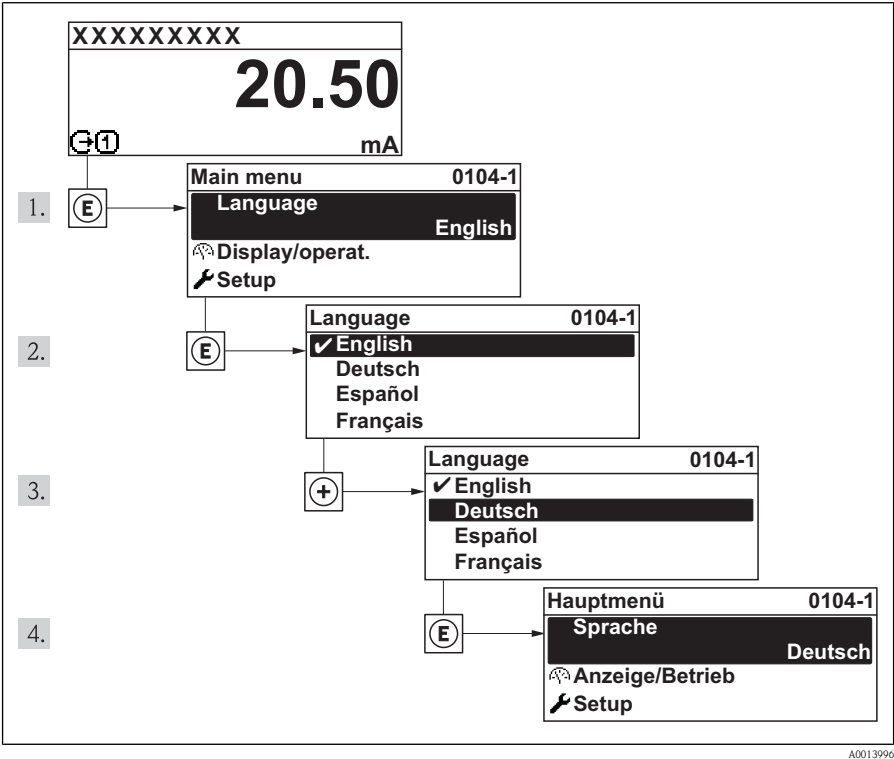 XXXXXXXXX
20.50
1 mA
Main menu 0104-1
1. E Language
English
Display/operat.
Setup
Language 0104-1
2. E ✔ English
Deutsch
Español
Français
Language 0104-1
3. + ✔ English
Deutsch
Español
Français
Hauptmenü 0104-1
4. E Sprache
Deutsch
Anzeige/Betrieb
Setup
A0013996